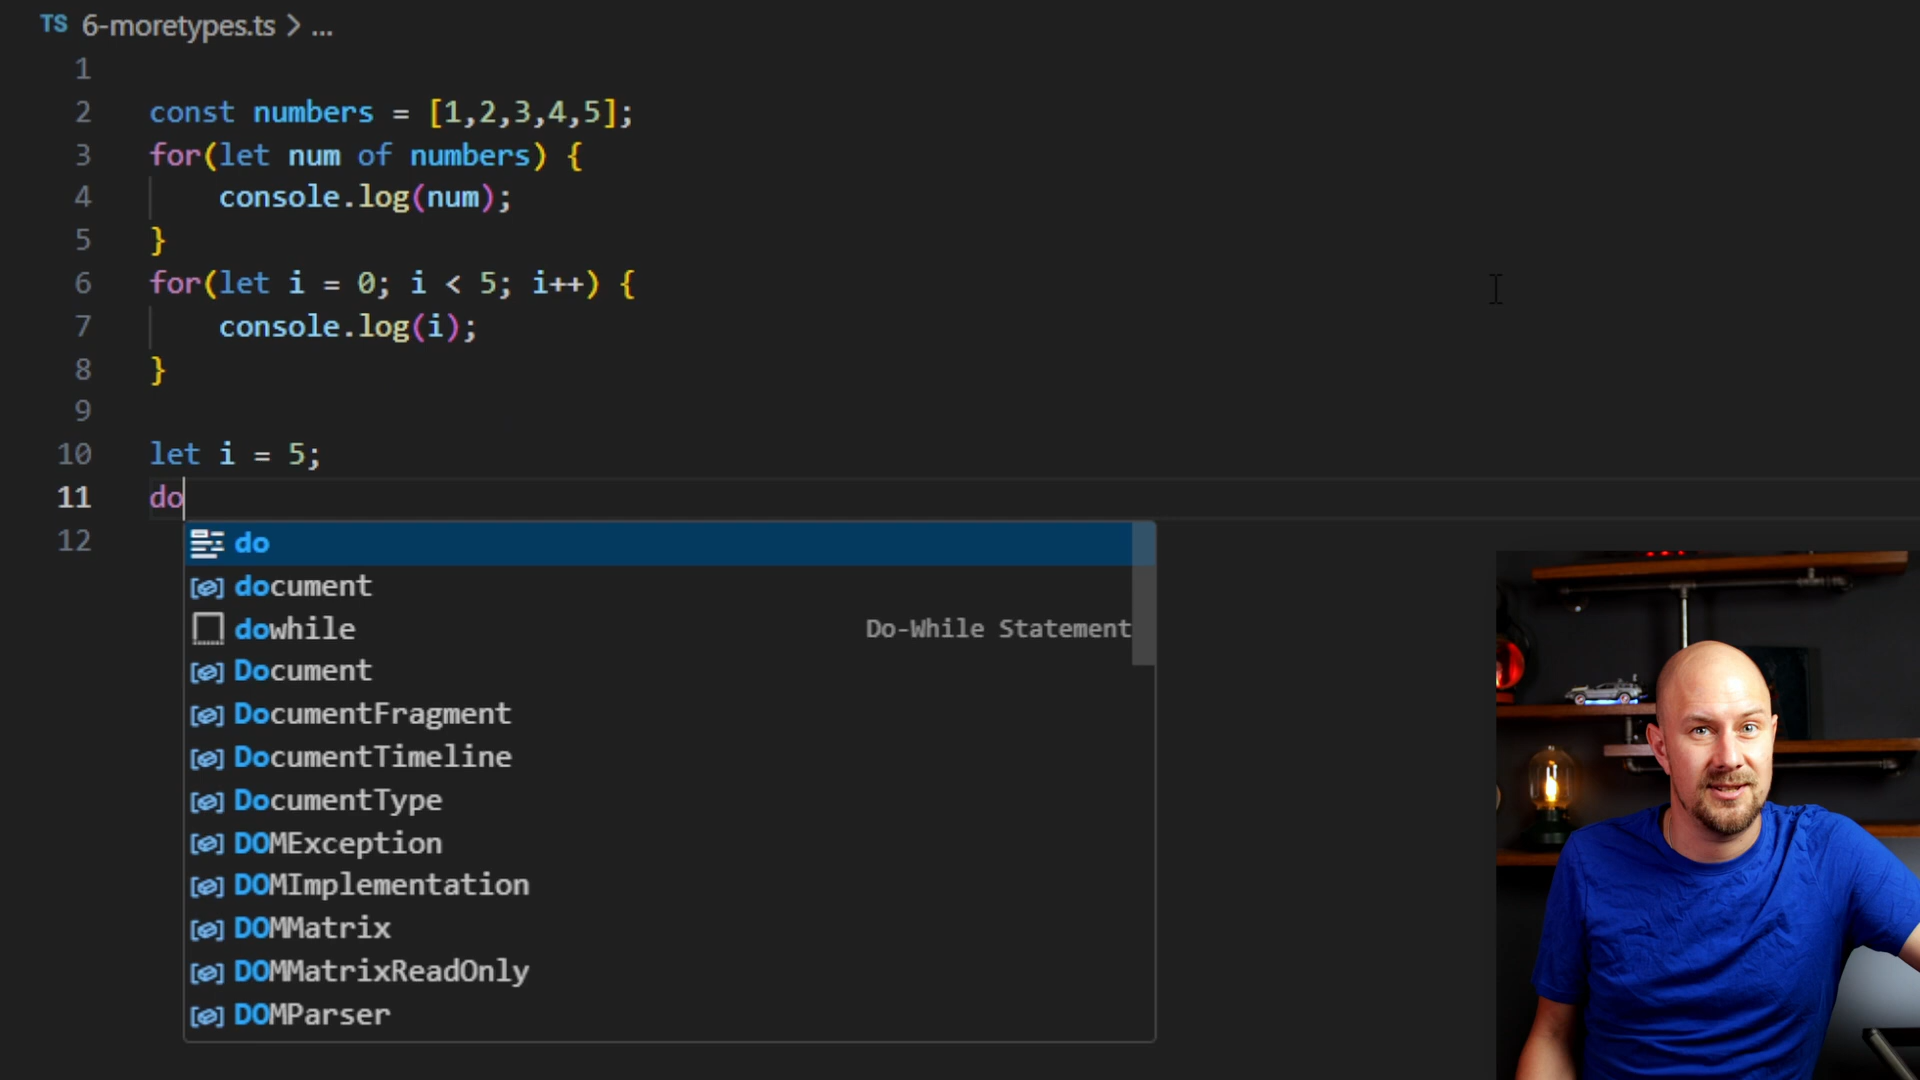 TS 6-moretypes.ts > ...
1
2 const numbers = [1,2,3,4,5];
3 for(let num of numbers) {
4 console.log(num);
5 }
6 for(let i = 0; i < 5; i++) {
7 console.log(i);
8 }
9
10 let i = 5;
11 do
12
do
document
dowhile Do-While Statement
Document
DocumentFragment
DocumentTimeline
DocumentType
DOMException
DOMImplementation
DOMMatrix
DOMMatrixReadOnly
DOMParser